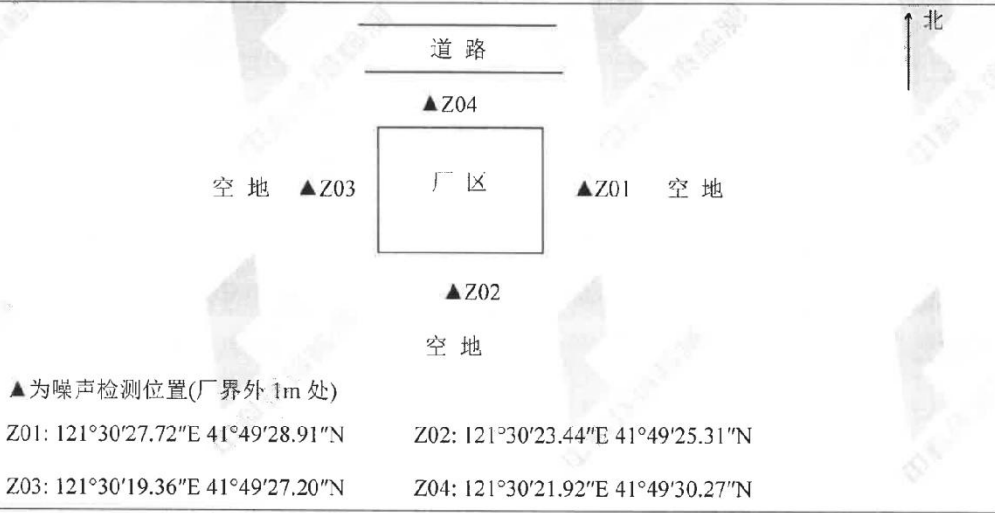 北
道 路
▲Z04
空 地 ▲Z03 厂 区 ▲Z01 空 地
▲Z02
空 地
▲为噪声检测位置(厂界外 1m 处)
Z01: 121°30′27.72″E 41°49′28.91″N Z02: 121°30′23.44″E 41°49′25.31″N
Z03: 121°30′19.36″E 41°49′27.20″N Z04: 121°30′21.92″E 41°49′30.27″N